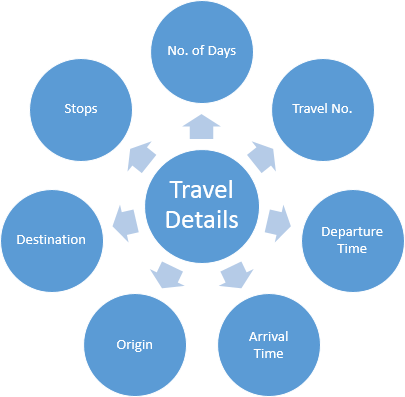 No. of Days
Stops
Travel No.
Travel
Details
Destination
Departure
Time
Origin
Arrival
Time